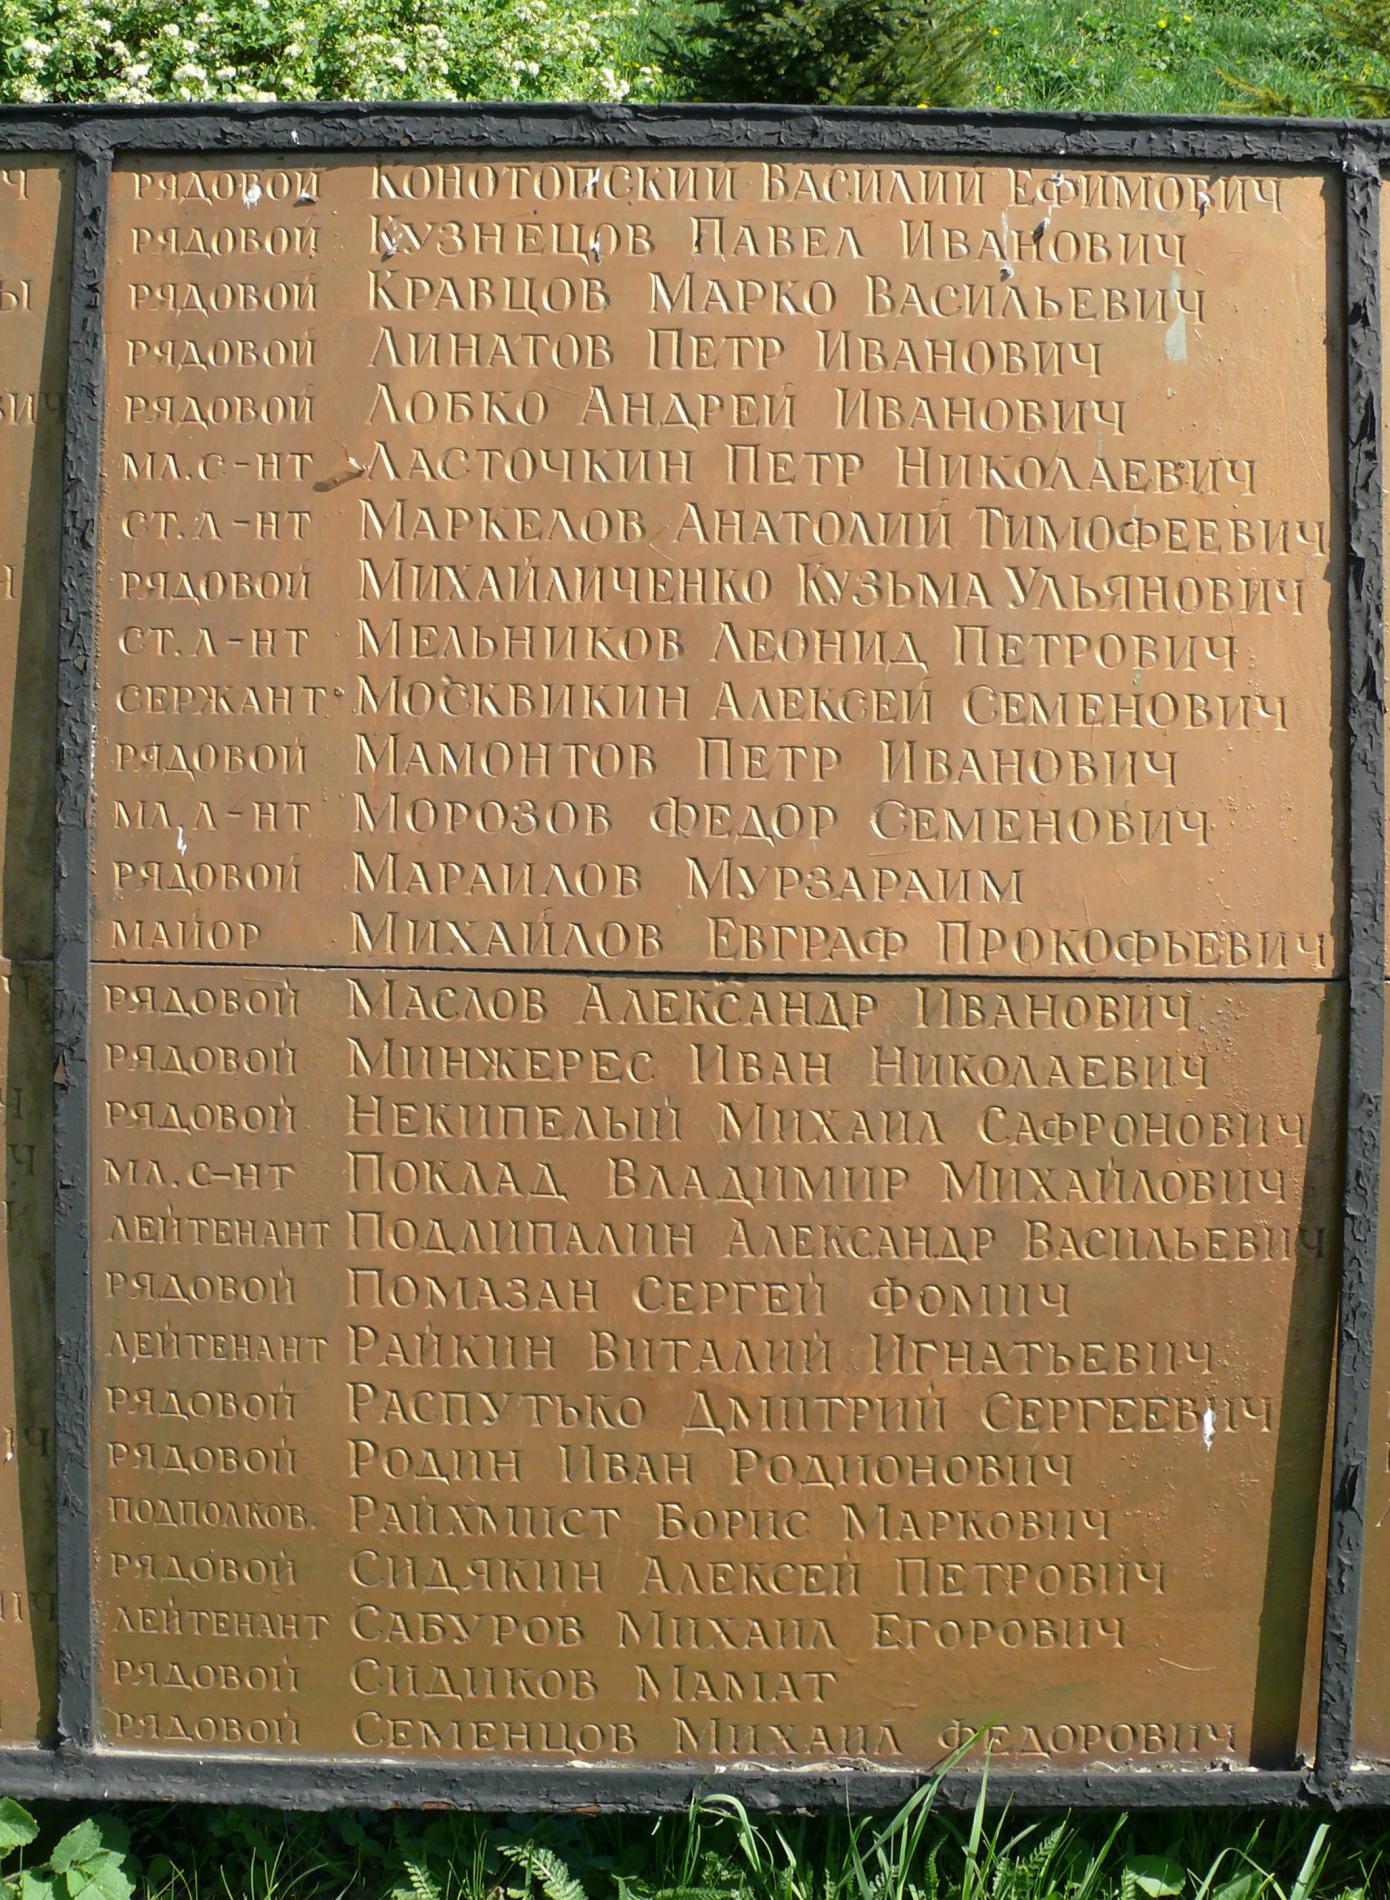 РЯДОВОЙ КОНОТОПСКИЙ ВАСИЛИЙ ЕФИМОВИЧ
РЯДОВОЙ КУЗНЕЦОВ ПАВЕЛ ИВАНОВИЧ
РЯДОВОЙ КРАВЦОВ МАРКО ВАСИЛЬЕВИЧ
РЯДОВОЙ ЛИНАТОВ ПЕТР ИВАНОВИЧ
РЯДОВОЙ ЛОБКО АНДРЕЙ ИВАНОВИЧ
МЛ.С-НТ ЛАСТОЧКИН ПЕТР НИКОЛАЕВИЧ
СТ.Л-НТ МАРКЕЛОВ АНАТОЛИЙ ТИМОФЕЕВИЧ
РЯДОВОЙ МИХАЙЛИЧЕНКО КУЗЬМА УЛЬЯНОВИЧ
СТ.Л-НТ МЕЛЬНИКОВ ЛЕОНИД ПЕТРОВИЧ
СЕРЖАНТ МОСКВИКИН АЛЕКСЕЙ СЕМЕНОВИЧ
РЯДОВОЙ МАМОНТОВ ПЕТР ИВАНОВИЧ
МЛ.Л-НТ МОРОЗОВ ФЕДОР СЕМЕНОВИЧ
РЯДОВОЙ МАРАИЛОВ МУРЗАРАИМ
МАЙОР МИХАЙЛОВ ЕВГРАФ ПРОКОФЬЕВИЧ
РЯДОВОЙ МАСЛОВ АЛЕКСАНДР ИВАНОВИЧ
РЯДОВОЙ МИНЖЕРЕС ИВАН НИКОЛАЕВИЧ
РЯДОВОЙ НЕКИПЕЛЫЙ МИХАИЛ САФРОНОВИЧ
МЛ.С-НТ ПОКЛАД ВЛАДИМИР МИХАЙЛОВИЧ
ЛЕЙТЕНАНТ ПОДЛИПАЛИН АЛЕКСАНДР ВАСИЛЬЕВИЧ
РЯДОВОЙ ПОМАЗАН СЕРГЕЙ ФОМИЧ
ЛЕЙТЕНАНТ РАЙКИН ВИТАЛИЙ ИГНАТЬЕВИЧ
РЯДОВОЙ РАСПУТЬКО ДМИТРИЙ СЕРГЕЕВИЧ
РЯДОВОЙ РОДИН ИВАН РОДИОНОВИЧ
ПОДПОЛКОВ. РАЙХМИСТ БОРИС МАРКОВИЧ
РЯДОВОЙ СИДЯКИН АЛЕКСЕЙ ПЕТРОВИЧ
ЛЕЙТЕНАНТ САБУРОВ МИХАИЛ ЕГОРОВИЧ
РЯДОВОЙ СИДИКОВ МАМАТ
РЯДОВОЙ СЕМЕНЦОВ МИХАИЛ ФЕДОРОВИЧ